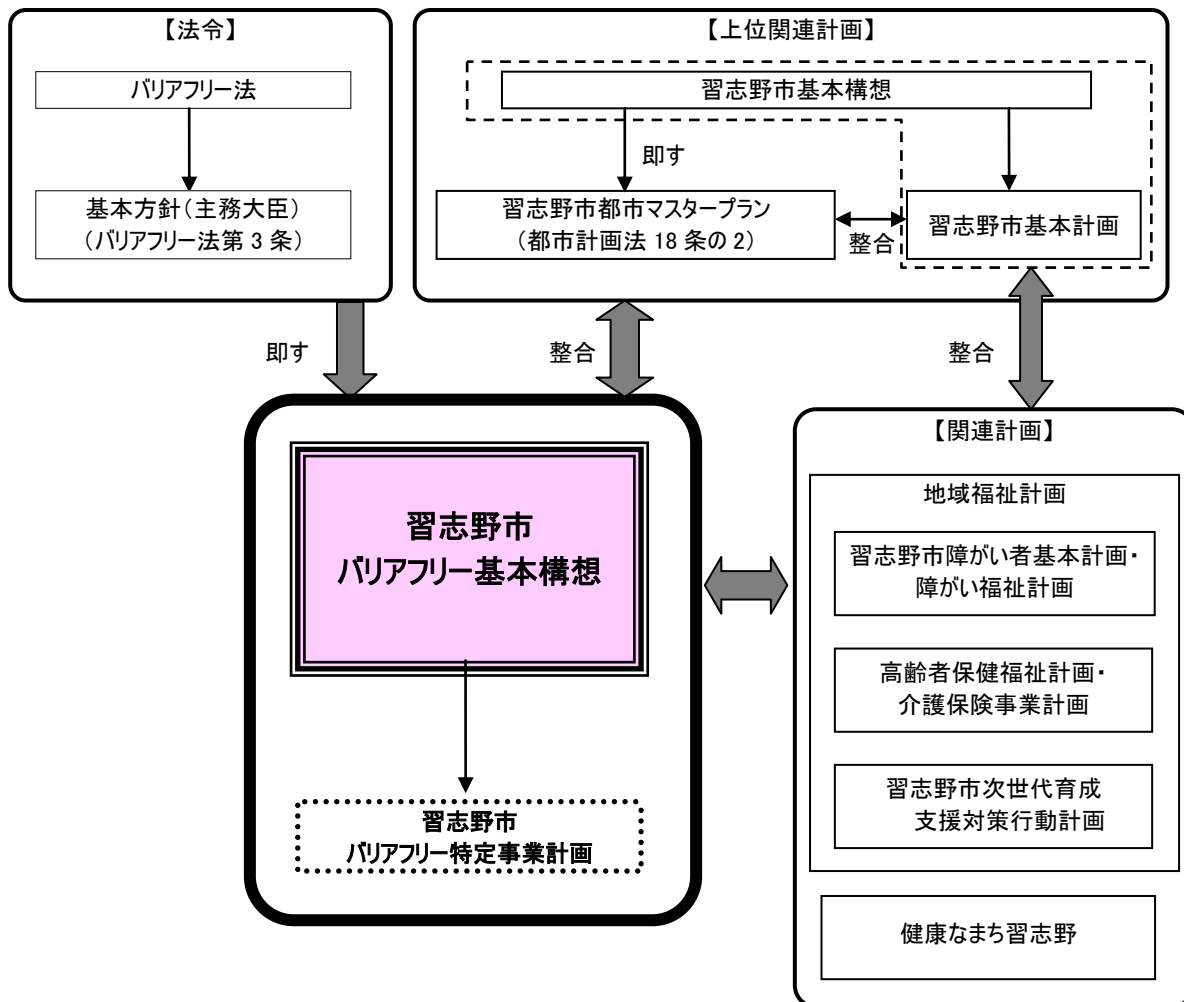 【法令】
バリアフリー法
基本方針(主務大臣)
(バリアフリー法第3条)
【上位関連計画】
習志野市基本構想
即す
習志野市都市マスタープラン
(都市計画法18条の2)
整合
習志野市基本計画
即す
整合
整合
習志野市
バリアフリー基本構想
習志野市
バリアフリー特定事業計画
【関連計画】
地域福祉計画
習志野市障がい者基本計画・
障がい福祉計画
高齢者保健福祉計画・
介護保険事業計画
習志野市次世代育成
支援対策行動計画
健康なまち習志野